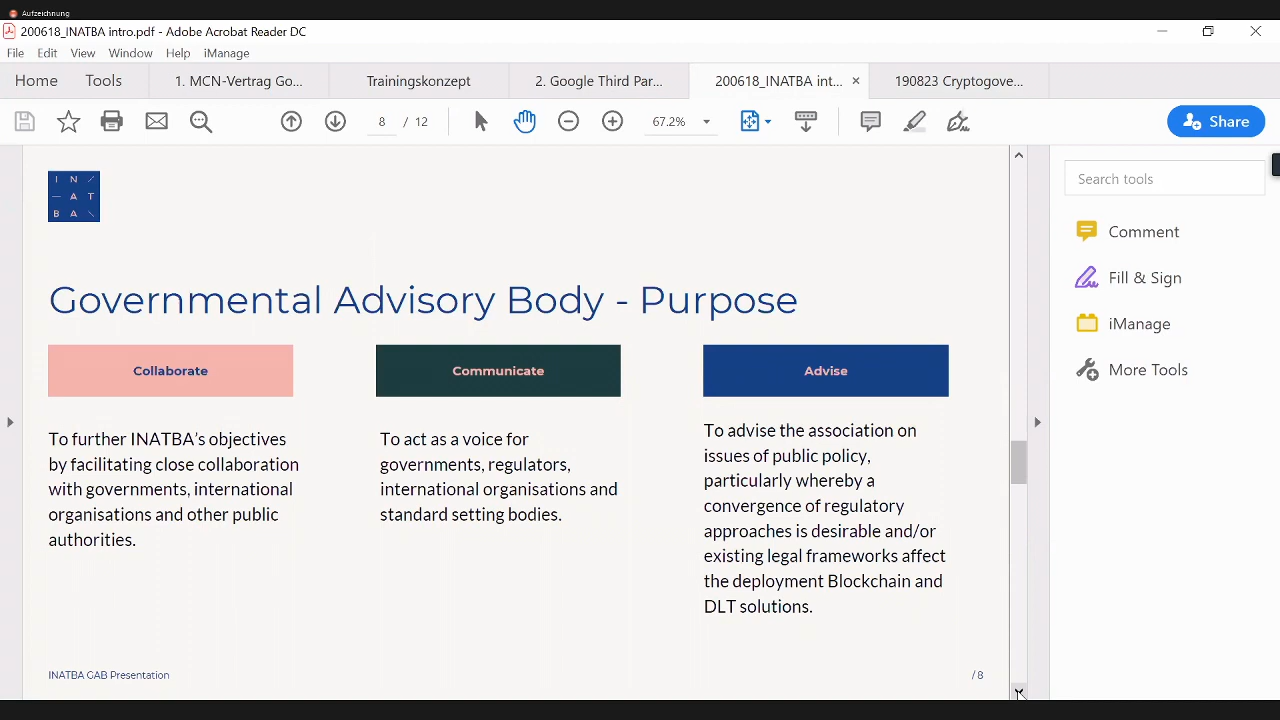 Aufzeichnung
200618_INATBA intro.pdf - Adobe Acrobat Reader DC
File Edit View Window Help iManage
Home Tools 1. MCN-Vertrag Go... Trainingskonzept 2. Google Third Par... 200618_INATBA int... × 190823 Cryptogove...
8 / 12 67.2% Share
I N
A T
B A
Governmental Advisory Body - Purpose
Collaborate
To further INATBA’s objectives
by facilitating close collaboration
with governments, international
organisations and other public
authorities.
Communicate
To act as a voice for
governments, regulators,
international organisations and
standard setting bodies.
Advise
To advise the association on
issues of public policy,
particularly whereby a
convergence of regulatory
approaches is desirable and/or
existing legal frameworks affect
the deployment Blockchain and
DLT solutions.
INATBA GAB Presentation
/ 8
Search tools
Comment
Fill & Sign
iManage
More Tools